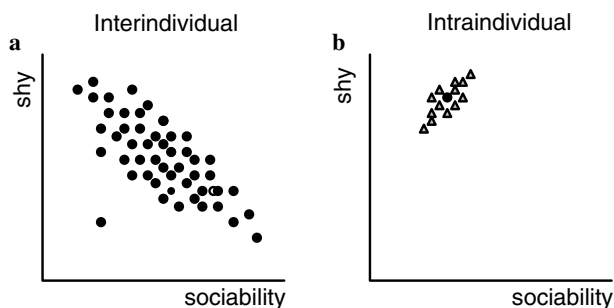 Interindividual
a
shy
sociability
Intraindividual
b
shy
sociability